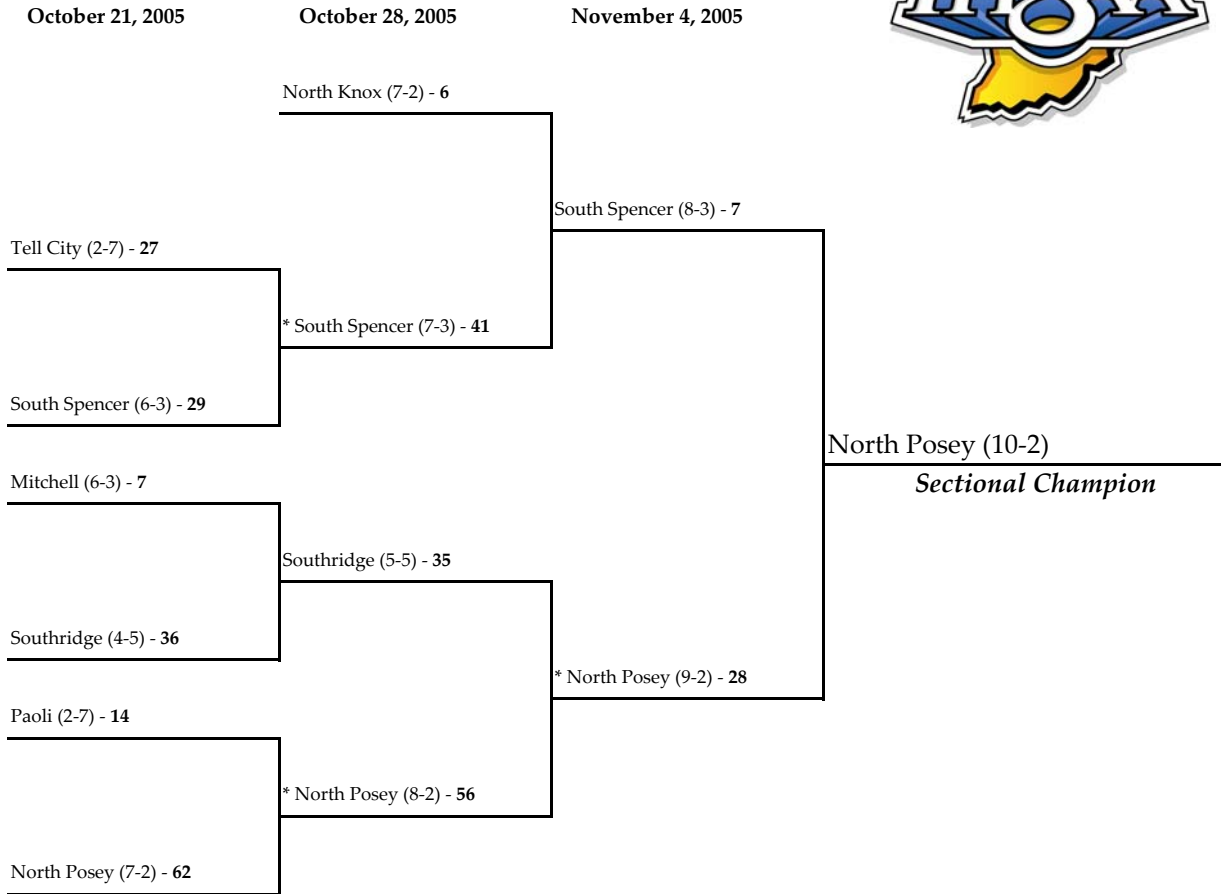 October 21, 2005 October 28, 2005 November 4, 2005
North Knox (7-2) - 6
South Spencer (8-3) - 7
Tell City (2-7) - 27
* South Spencer (7-3) - 41
South Spencer (6-3) - 29
North Posey (10-2)
Mitchell (6-3) - 7
Sectional Champion
Southridge (5-5) - 35
Southridge (4-5) - 36
* North Posey (9-2) - 28
Paoli (2-7) - 14
* North Posey (8-2) - 56
North Posey (7-2) - 62